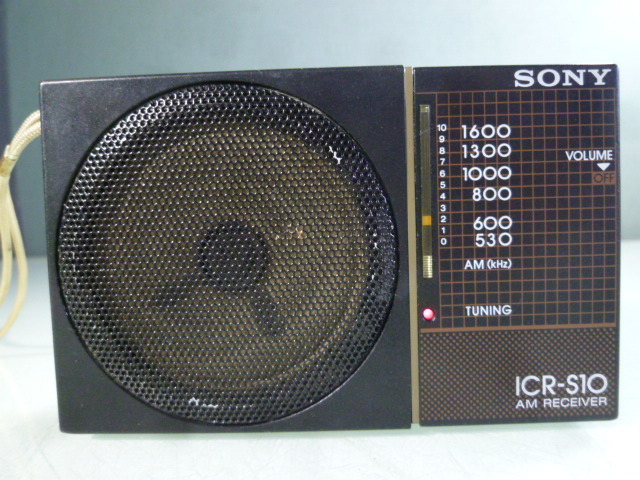 SONY
10
9
8
7
6
5
4
3
2
1
0
1600
1300
1000
800
600
530
AM (kHz)
VOLUME
OFF
TUNING
ICR-S10
AM RECEIVER